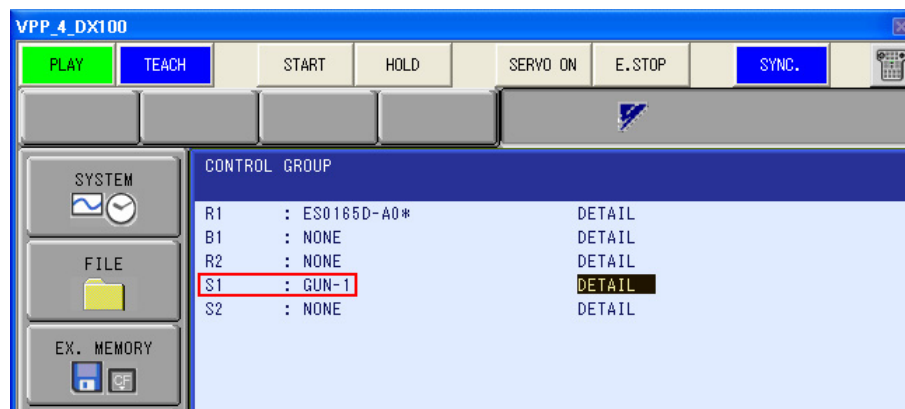 VPP_4_DX100
PLAY TEACH START HOLD SERVO ON E.STOP SYNC.
SYSTEM
FILE
EX. MEMORY
CF
CONTROL GROUP
R1 : ES0165D-A0* DETAIL
B1 : NONE DETAIL
R2 : NONE DETAIL
S1 : GUN-1 DETAIL
S2 : NONE DETAIL